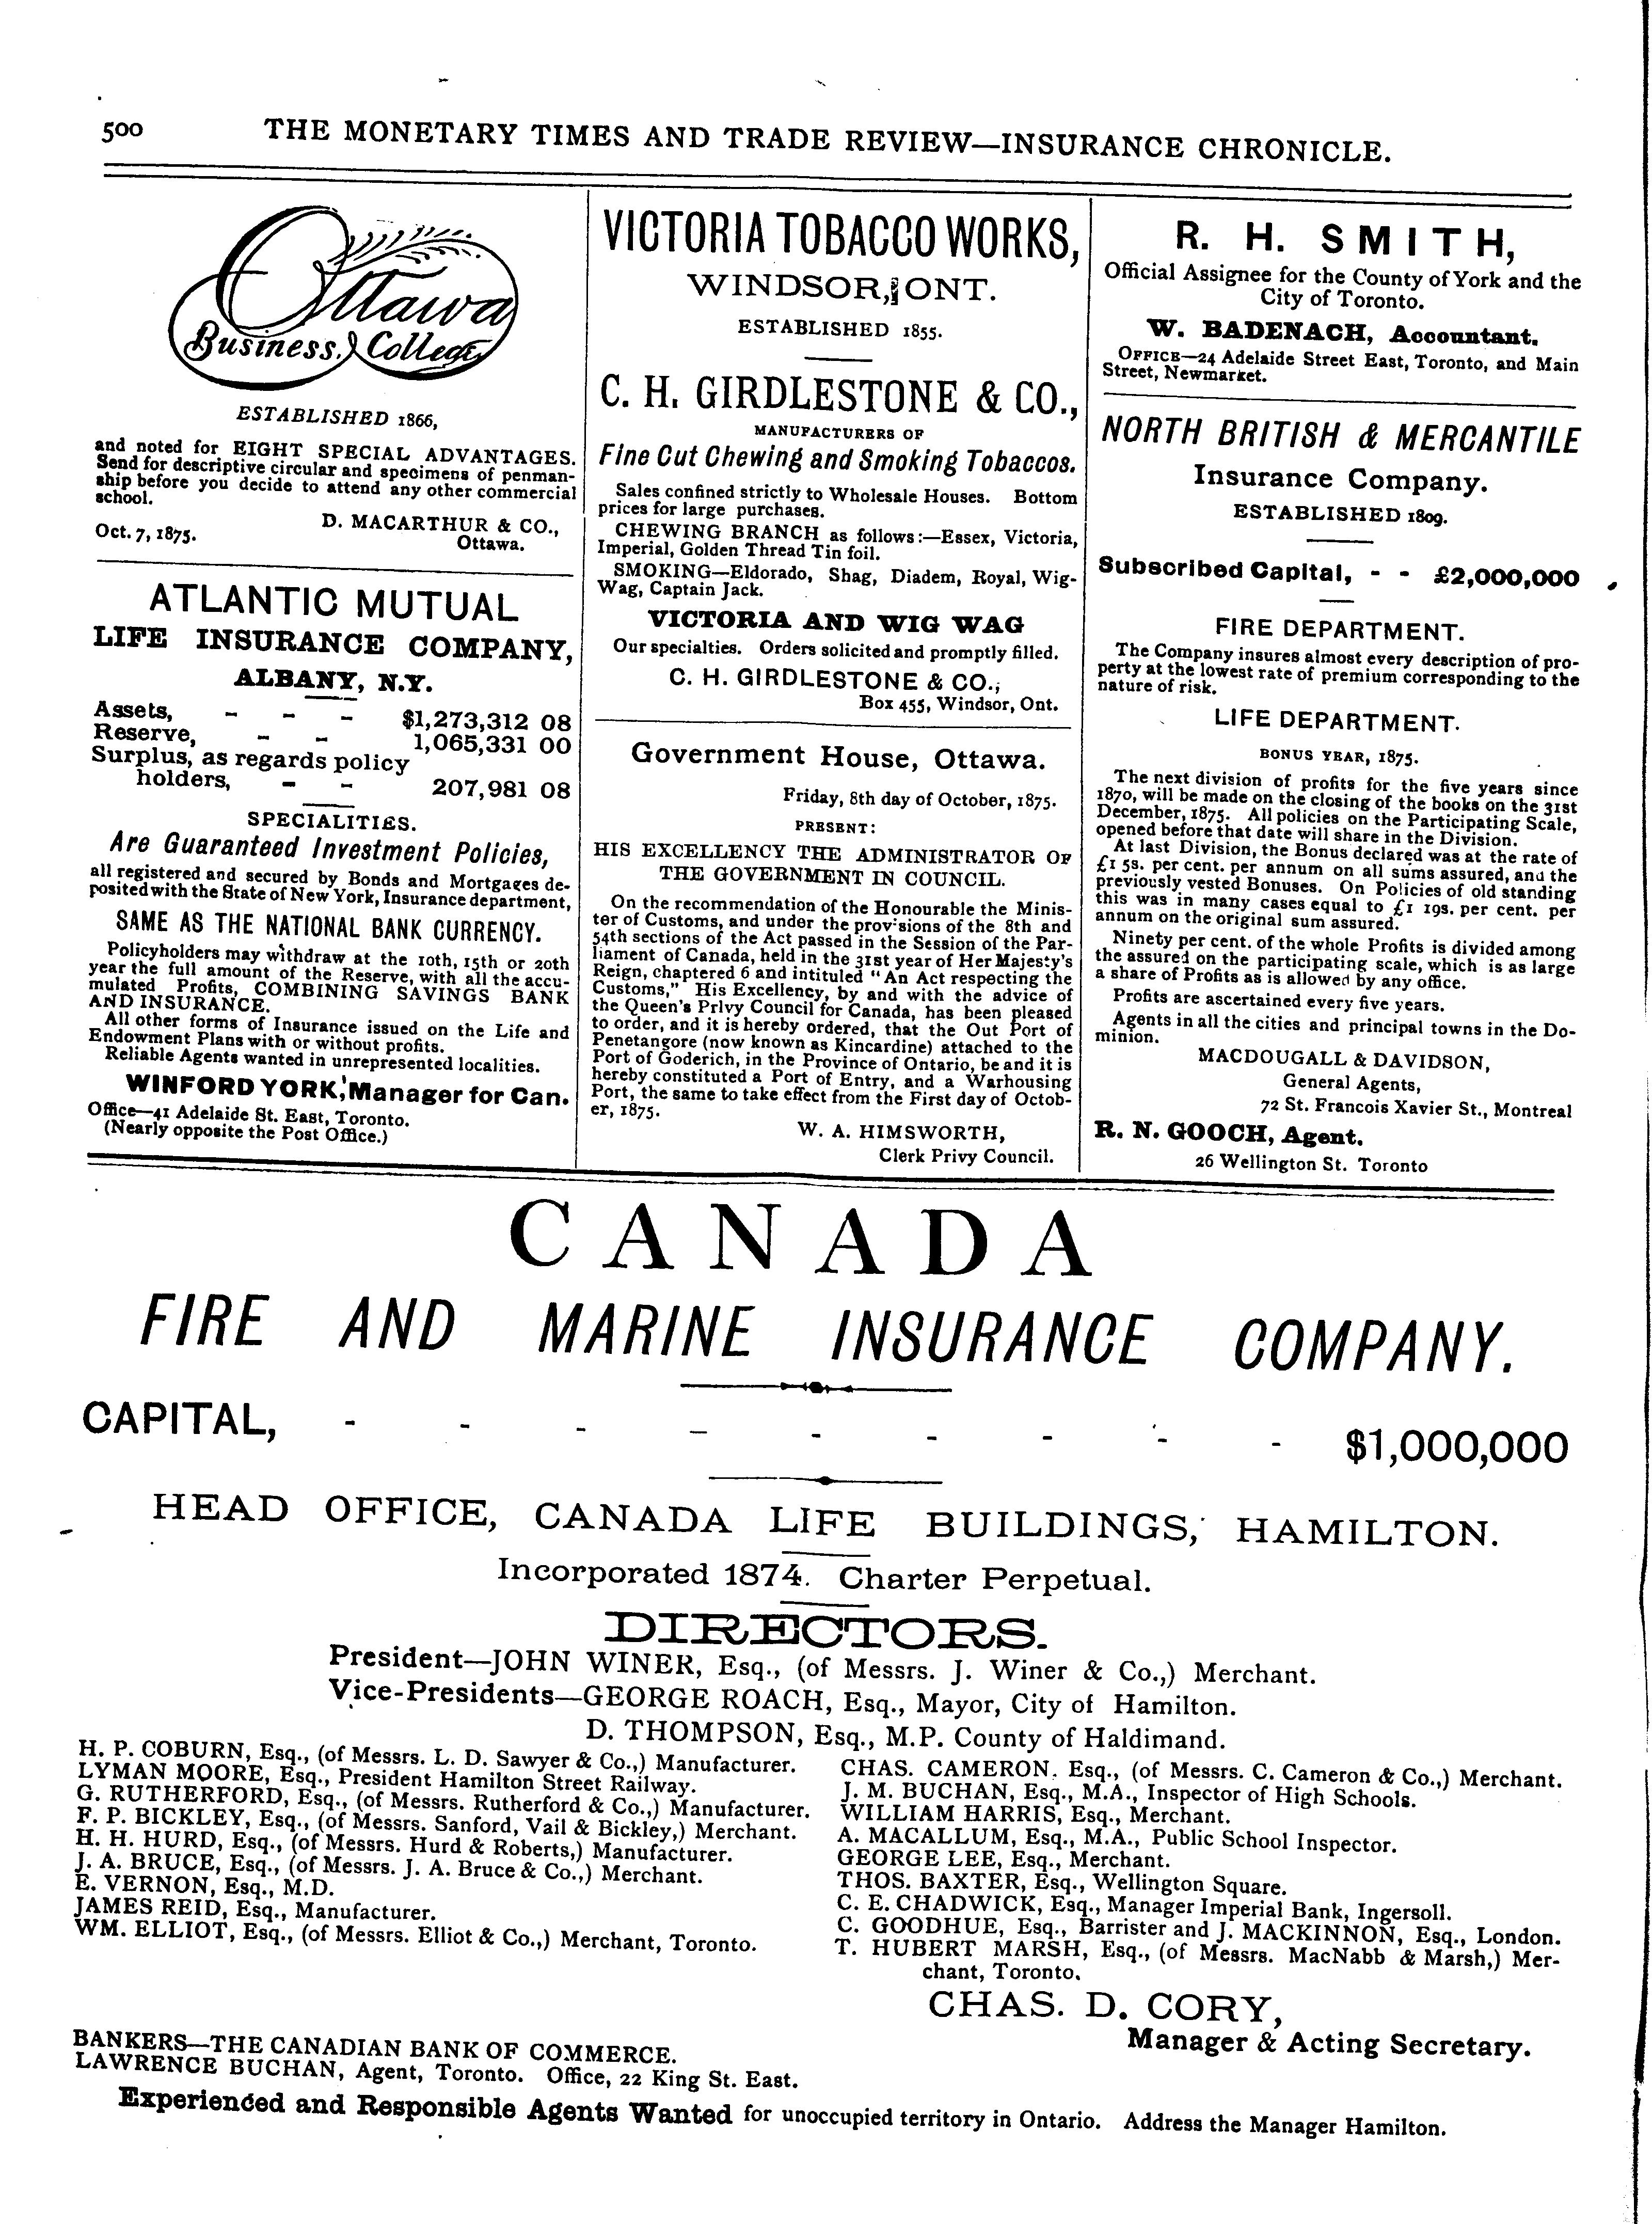 500 THE MONETARY TIMES AND TRADE REVIEW—INSURANCE CHRONICLE.
Ottawa
Business College
ESTABLISHED 1866,
and noted for EIGHT SPECIAL ADVANTAGES.
Send for descriptive circular and specimens of penman-
ship before you decide to attend any other commercial
school.
D. MACARTHUR & CO.,
Oct. 7, 1875. Ottawa.
ATLANTIC MUTUAL
LIFE INSURANCE COMPANY,
ALBANY, N.Y.
Assets, - - - $1,273,312 08
Reserve, - - 1,065,331 00
Surplus, as regards policy
holders, - - 207,981 08
SPECIALITIES.
Are Guaranteed Investment Policies,
all registered and secured by Bonds and Mortgages de-
posited with the State of New York, Insurance department,
SAME AS THE NATIONAL BANK CURRENCY.
Policyholders may withdraw at the 10th, 15th or 20th
year the full amount of the Reserve, with all the accu-
mulated Profits, COMBINING SAVINGS BANK
AND INSURANCE.
All other forms of Insurance issued on the Life and
Endowment Plans with or without profits.
Reliable Agents wanted in unrepresented localities.
WINFORD YORK, Manager for Can.
Office—41 Adelaide St. East, Toronto.
(Nearly opposite the Post Office.)
VICTORIA TOBACCO WORKS,
WINDSOR, ONT.
ESTABLISHED 1855.
C. H. GIRDLESTONE & CO.,
MANUFACTURERS OF
Fine Cut Chewing and Smoking Tobaccos.
Sales confined strictly to Wholesale Houses. Bottom
prices for large purchases.
CHEWING BRANCH as follows:—Essex, Victoria,
Imperial, Golden Thread Tin foil.
SMOKING—Eldorado, Shag, Diadem, Royal, Wig-
Wag, Captain Jack.
VICTORIA AND WIG WAG
Our specialties. Orders solicited and promptly filled.
C. H. GIRDLESTONE & CO.,
Box 455, Windsor, Ont.
Government House, Ottawa.
Friday, 8th day of October, 1875.
PRESENT:
HIS EXCELLENCY THE ADMINISTRATOR OF
THE GOVERNMENT IN COUNCIL.
On the recommendation of the Honourable the Minis-
ter of Customs, and under the provisions of the 8th and
54th sections of the Act passed in the Session of the Par-
liament of Canada, held in the 31st year of Her Majesty's
Reign, chaptered 6 and intituled "An Act respecting the
Customs," His Excellency, by and with the advice of
the Queen's Privy Council for Canada, has been pleased
to order, and it is hereby ordered, that the Out Port of
Penetangore (now known as Kincardine) attached to the
Port of Goderich, in the Province of Ontario, be and it is
hereby constituted a Port of Entry, and a Warhousing
Port, the same to take effect from the First day of Octob-
er, 1875.
W. A. HIMSWORTH,
Clerk Privy Council.
R. H. SMITH,
Official Assignee for the County of York and the
City of Toronto.
W. BADENACH, Accountant.
OFFICE—24 Adelaide Street East, Toronto, and Main
Street, Newmarket.
NORTH BRITISH & MERCANTILE
Insurance Company.
ESTABLISHED 1809.
Subscribed Capital, - - £2,000,000
FIRE DEPARTMENT.
The Company insures almost every description of pro-
perty at the lowest rate of premium corresponding to the
nature of risk.
LIFE DEPARTMENT.
BONUS YEAR, 1875.
The next division of profits for the five years since
1870, will be made on the closing of the books on the 31st
December, 1875. All policies on the Participating Scale,
opened before that date will share in the Division.
At last Division, the Bonus declared was at the rate of
£1 5s. per cent. per annum on all sums assured, and the
previously vested Bonuses. On Policies of old standing
this was in many cases equal to £1 19s. per cent. per
annum on the original sum assured.
Ninety per cent. of the whole Profits is divided among
the assured on the participating scale, which is as large
a share of Profits as is allowed by any office.
Profits are ascertained every five years.
Agents in all the cities and principal towns in the Do-
minion.
MACDOUGALL & DAVIDSON,
General Agents,
72 St. Francois Xavier St., Montreal
R. N. GOOCH, Agent.
26 Wellington St. Toronto
CANADA
FIRE AND MARINE INSURANCE COMPANY.
CAPITAL, - - - - - - - - - $1,000,000
HEAD OFFICE, CANADA LIFE BUILDINGS, HAMILTON.
Incorporated 1874. Charter Perpetual.
DIRECTORS.
President—JOHN WINER, Esq., (of Messrs. J. Winer & Co.,) Merchant.
Vice-Presidents—GEORGE ROACH, Esq., Mayor, City of Hamilton.
D. THOMPSON, Esq., M.P. County of Haldimand.
H. P. COBURN, Esq., (of Messrs. L. D. Sawyer & Co.,) Manufacturer.
LYMAN MOORE, Esq., President Hamilton Street Railway.
G. RUTHERFORD, Esq., (of Messrs. Rutherford & Co.,) Manufacturer.
F. P. BICKLEY, Esq., (of Messrs. Sanford, Vail & Bickley,) Merchant.
H. H. HURD, Esq., (of Messrs. Hurd & Roberts,) Manufacturer.
J. A. BRUCE, Esq., (of Messrs. J. A. Bruce & Co.,) Merchant.
E. VERNON, Esq., M.D.
JAMES REID, Esq., Manufacturer.
WM. ELLIOT, Esq., (of Messrs. Elliot & Co.,) Merchant, Toronto.
CHAS. CAMERON. Esq., (of Messrs. C. Cameron & Co.,) Merchant.
J. M. BUCHAN, Esq., M.A., Inspector of High Schools.
WILLIAM HARRIS, Esq., Merchant.
A. MACALLUM, Esq., M.A., Public School Inspector.
GEORGE LEE, Esq., Merchant.
THOS. BAXTER, Esq., Wellington Square.
C. E. CHADWICK, Esq., Manager Imperial Bank, Ingersoll.
C. GOODHUE, Esq., Barrister and J. MACKINNON, Esq., London.
T. HUBERT MARSH, Esq., (of Messrs. MacNabb & Marsh,) Mer-
chant, Toronto.
CHAS. D. CORY,
Manager & Acting Secretary.
BANKERS—THE CANADIAN BANK OF COMMERCE.
LAWRENCE BUCHAN, Agent, Toronto. Office, 22 King St. East.
Experienced and Responsible Agents Wanted for unoccupied territory in Ontario. Address the Manager Hamilton.